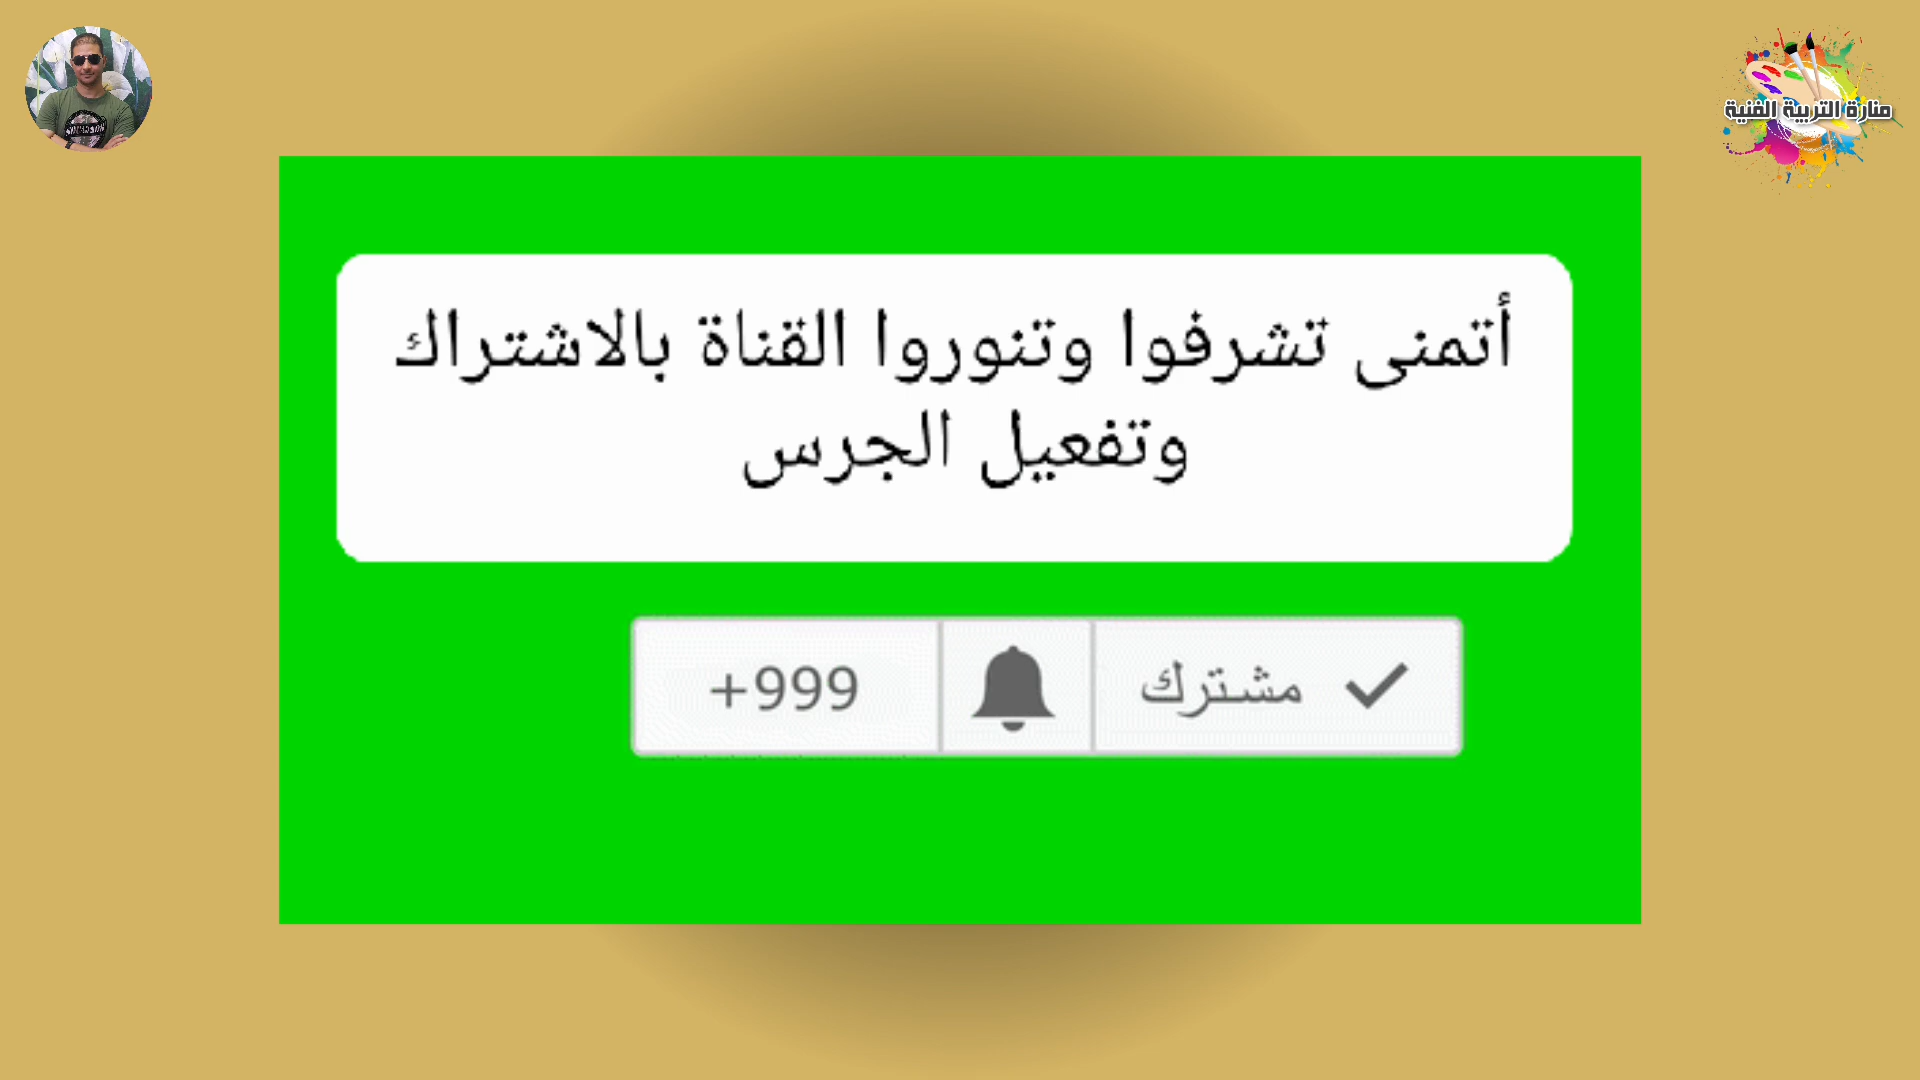 منارة التربية الفنية
أتمنى تشرفوا وتنوروا القناة بالاشتراك
وتفعيل الجرس
مشترك
+999